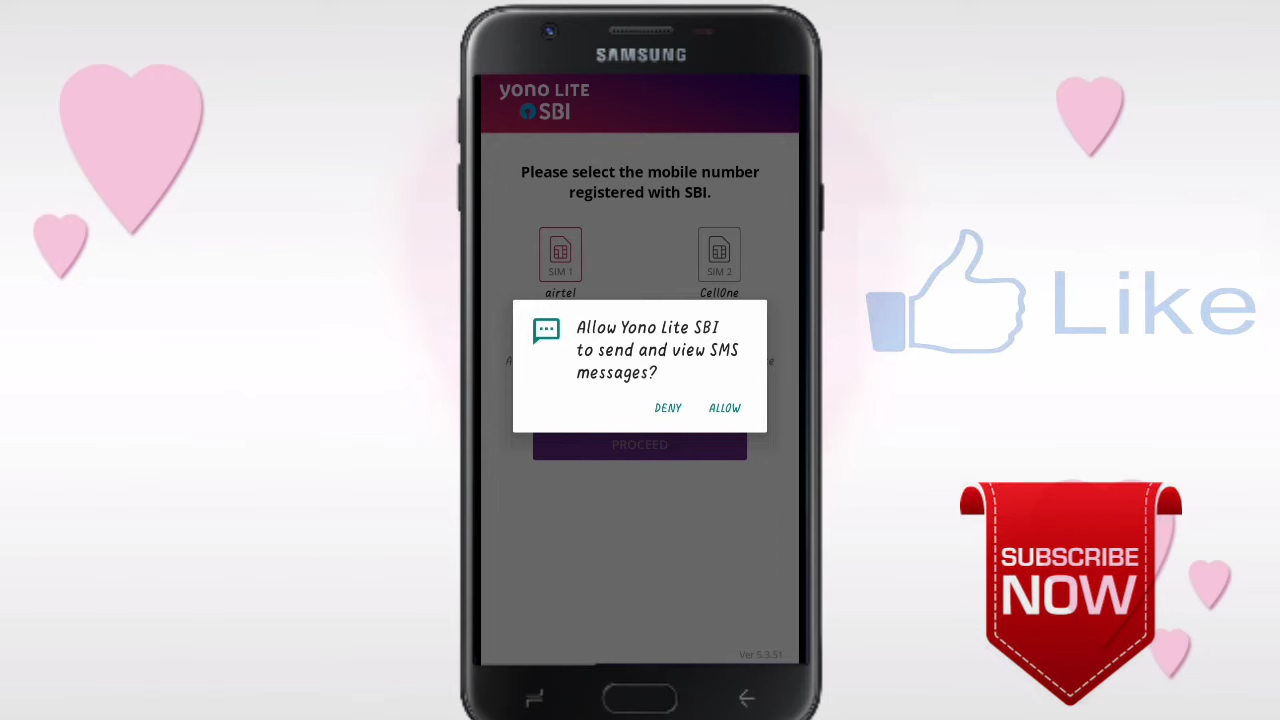 SAMSUNG
yono LITE
SBI
Please select the mobile number
registered with SBI.
SIM 1
SIM 2
airtel
CellOne
Allow Yono Lite SBI
to send and view SMS
messages?
DENY
ALLOW
PROCEED
Ver 5.3.51
Like
SUBSCRIBE
NOW